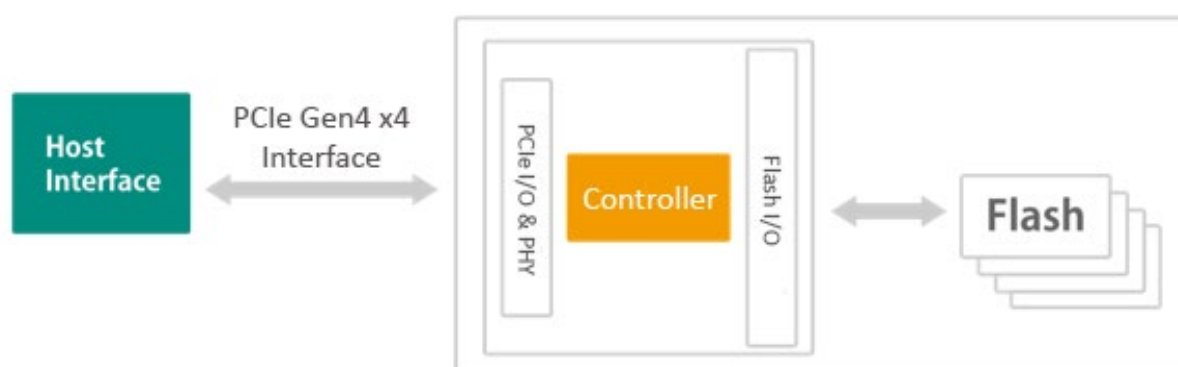 Host
Interface
PCIe Gen4 x4
Interface
PCIe I/O & PHY
Controller
Flash I/O
Flash